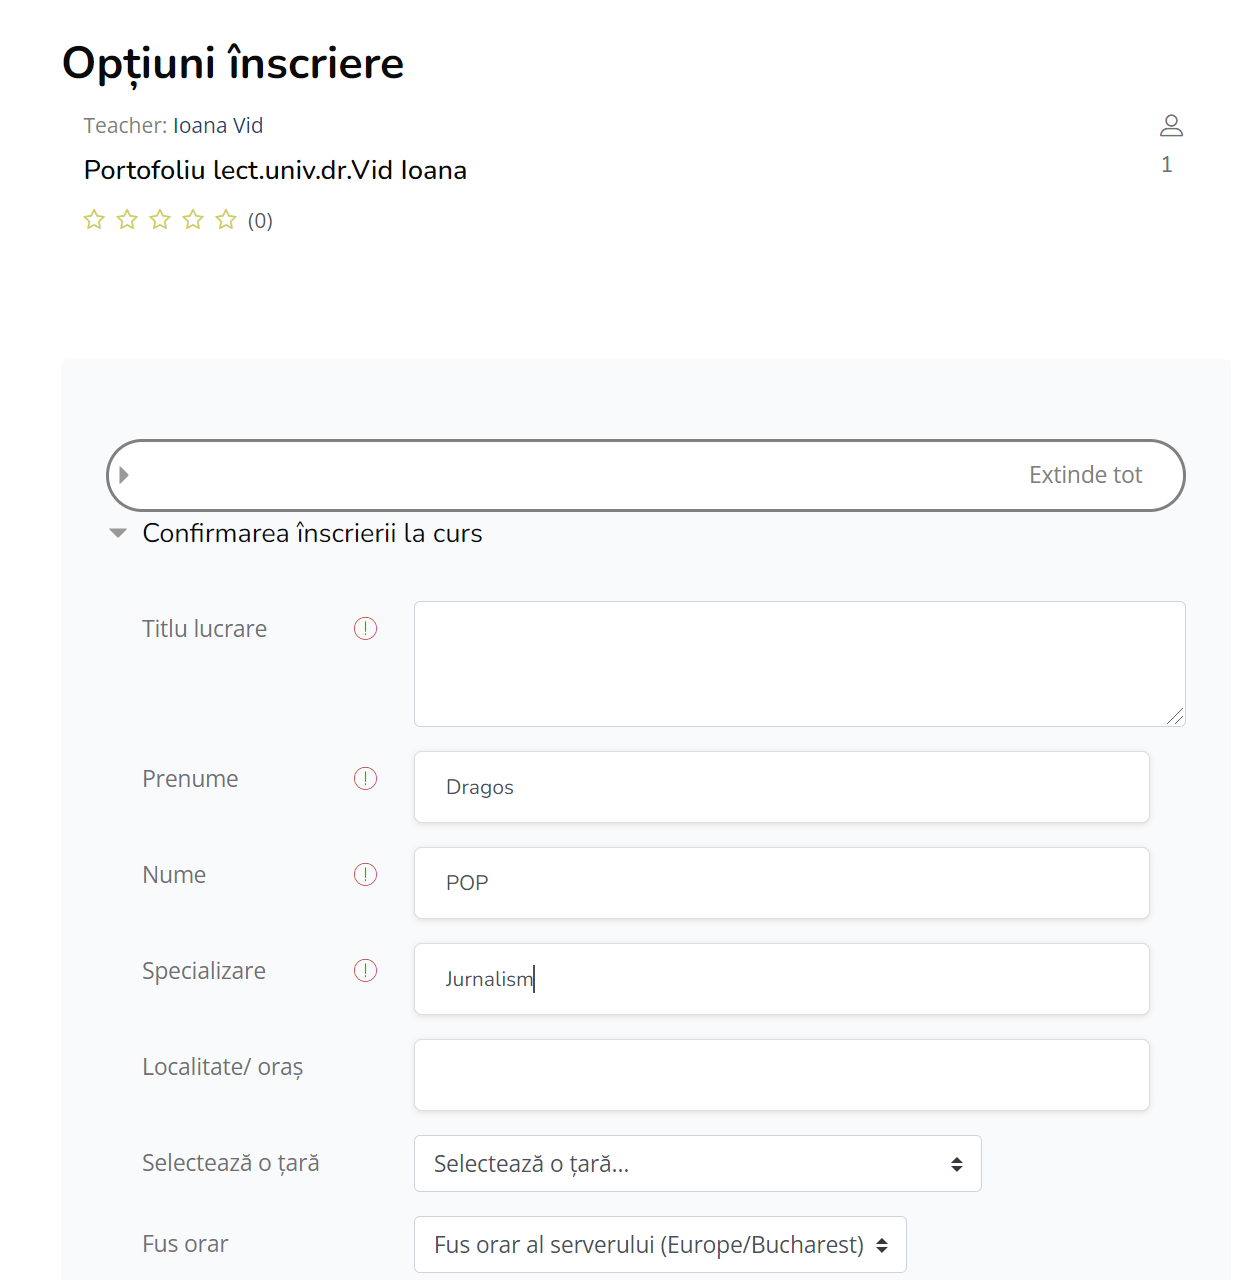 Opțiuni înscriere
Teacher: Ioana Vid
1
Portofoliu lect.univ.dr.Vid Ioana
(0)
Extinde tot
Confirmarea înscrierii la curs
Titlu lucrare
Prenume
Dragos
Nume
POP
Specializare
Jurnalism
Localitate/ oraș
Selectează o țară
Selectează o țară...
Fus orar
Fus orar al serverului (Europe/Bucharest)